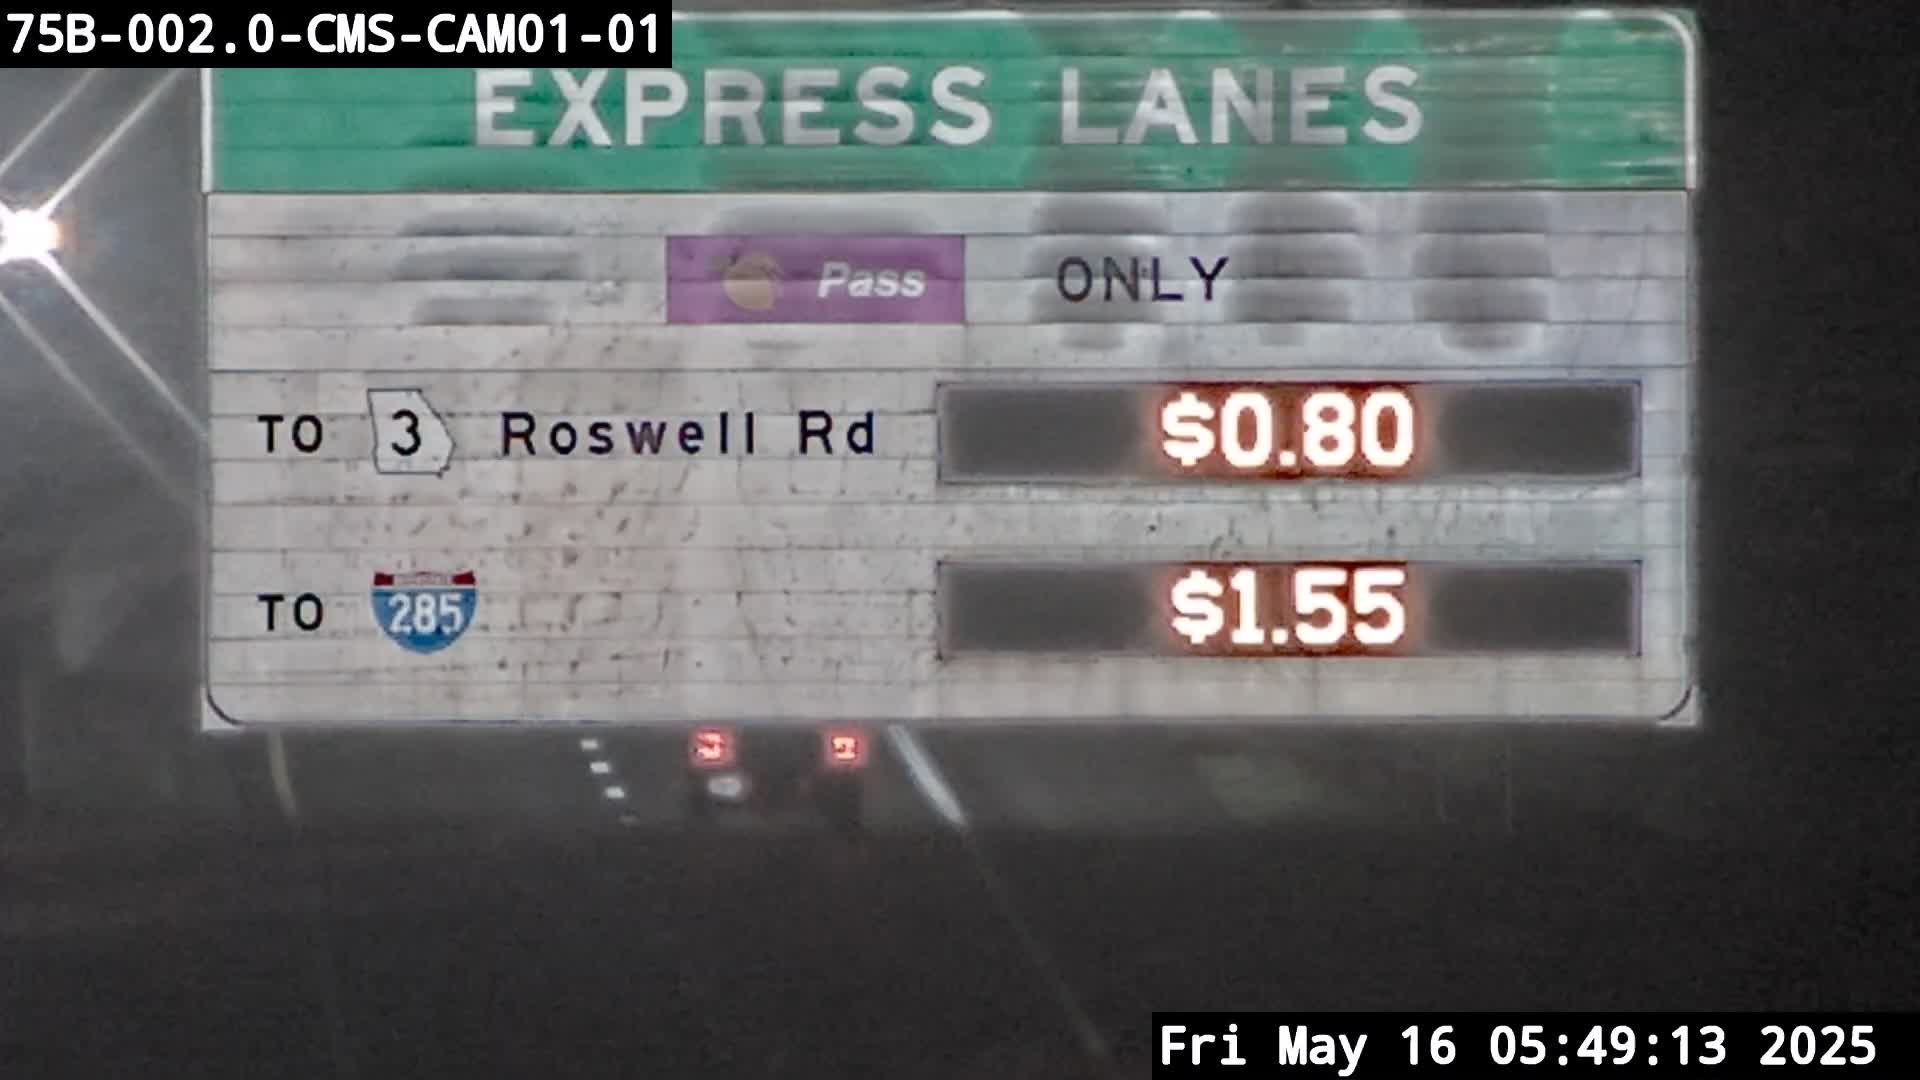 75B-002.0-CMS-CAM01-01
EXPRESS LANES
Pass ONLY
TO 3 Roswell Rd $0.80
TO 285 $1.55
Fri May 16 05:49:13 2025